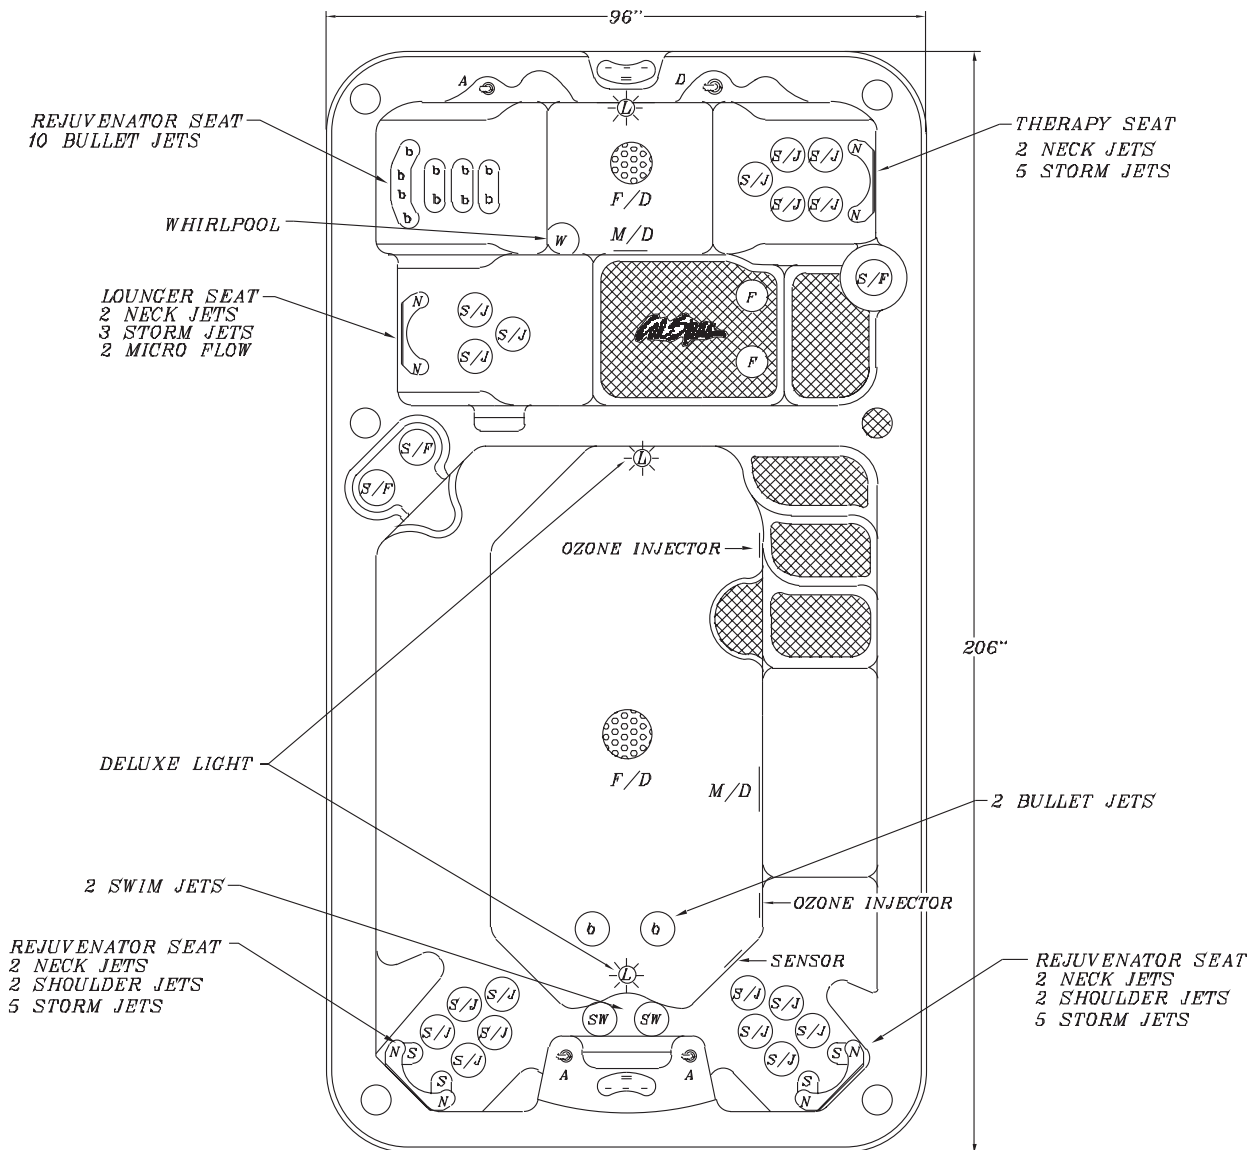 96"
A
D
L
REJUVENATOR SEAT
10 BULLET JETS
THERAPY SEAT
2 NECK JETS
5 STORM JETS
b
b
b
b
b
b
b
b
b
b
F/D
M/D
S/J
S/J
S/J
S/J
S/J
N
N
WHIRLPOOL
W
S/F
LOUNGER SEAT
2 NECK JETS
3 STORM JETS
2 MICRO FLOW
N
N
S/J
S/J
S/J
Cal Spas
F
F
S/F
S/F
L
OZONE INJECTOR
206"
F/D
M/D
DELUXE LIGHT
2 BULLET JETS
2 SWIM JETS
OZONE INJECTOR
b
b
L
SENSOR
REJUVENATOR SEAT
2 NECK JETS
2 SHOULDER JETS
5 STORM JETS
REJUVENATOR SEAT
2 NECK JETS
2 SHOULDER JETS
5 STORM JETS
S/J
S/J
S/J
S/J
S/J
SW
SW
S/J
S/J
S/J
S/J
S/J
N
S
S
N
A
A
S
N
S
N